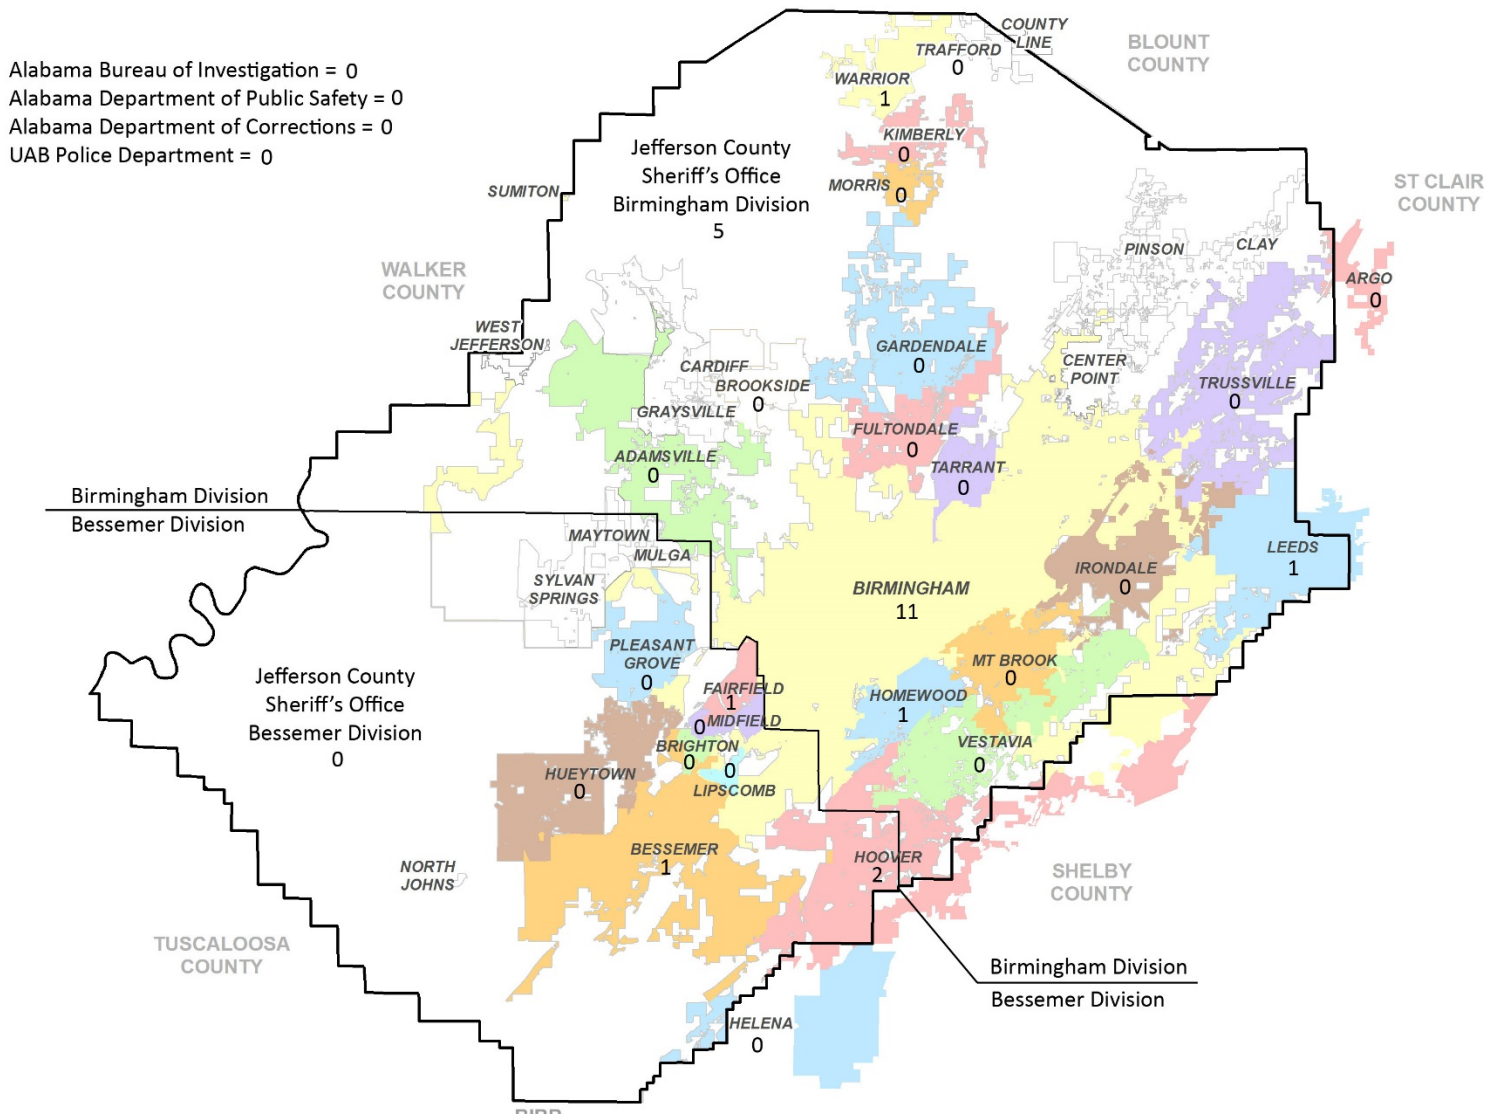 COUNTY
LINE
BLOUNT
COUNTY
TRAFFORD
0
Alabama Bureau of Investigation = 0
Alabama Department of Public Safety = 0
Alabama Department of Corrections = 0
UAB Police Department = 0
WARRIOR
1
KIMBERLY
0
Jefferson County
Sheriff's Office
Birmingham Division
5
MORRIS
0
SUMITON
ST CLAIR
COUNTY
PINSON
CLAY
ARGO
0
WALKER
COUNTY
WEST
JEFFERSON
GARDENDALE
0
CENTER
POINT
CARDIFF
BROOKSIDE
0
GRAYSVILLE
TRUSSVILLE
0
FULTONDALE
0
ADAMSVILLE
0
TARRANT
0
Birmingham Division
Bessemer Division
MAYTOWN
MULGA
SYLVAN
SPRINGS
LEEDS
1
IRONDALE
0
BIRMINGHAM
11
PLEASANT
GROVE
0
MT BROOK
0
Jefferson County
Sheriff's Office
Bessemer Division
0
FAIRFIELD
1
0
MIDFIELD
HOMEWOOD
1
BRIGHTON
0
0
LIPSCOMB
VESTAVIA
0
HUEYTOWN
0
BESSEMER
1
HOOVER
2
NORTH
JOHNS
SHELBY
COUNTY
TUSCALOOSA
COUNTY
Birmingham Division
Bessemer Division
HELENA
0
BIBB